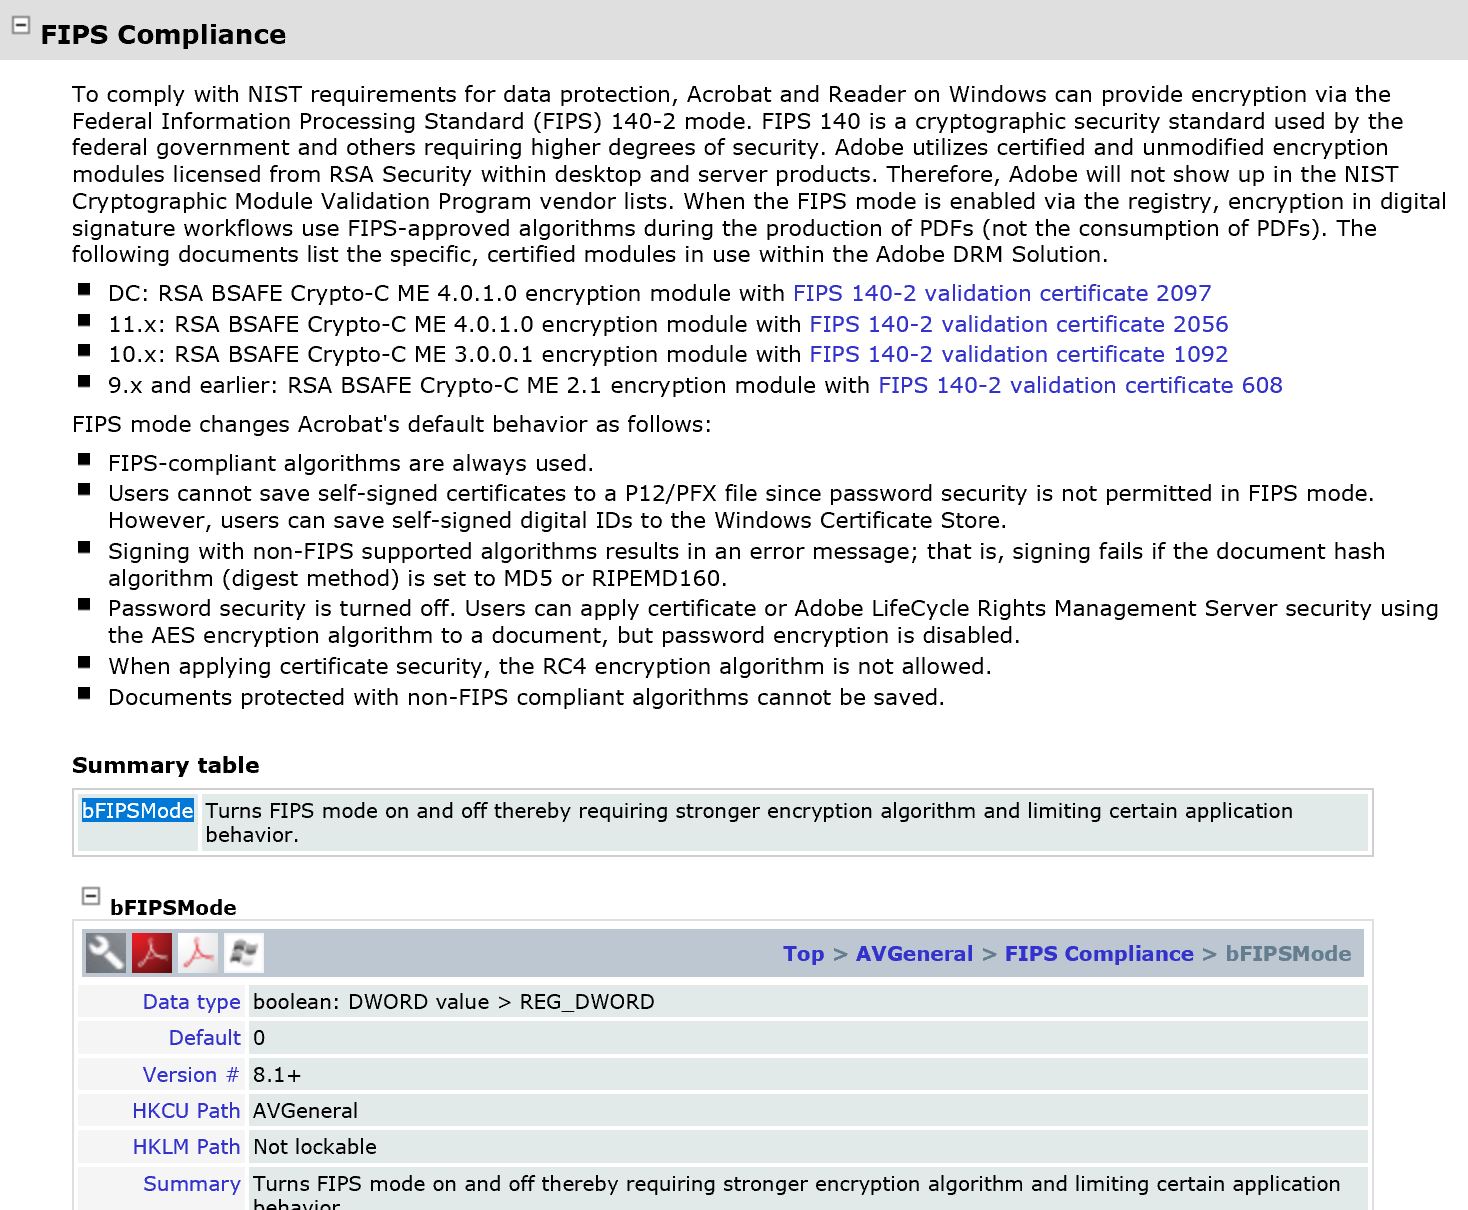 FIPS Compliance
To comply with NIST requirements for data protection, Acrobat and Reader on Windows can provide encryption via the
Federal Information Processing Standard (FIPS) 140-2 mode. FIPS 140 is a cryptographic security standard used by the
federal government and others requiring higher degrees of security. Adobe utilizes certified and unmodified encryption
modules licensed from RSA Security within desktop and server products. Therefore, Adobe will not show up in the NIST
Cryptographic Module Validation Program vendor lists. When the FIPS mode is enabled via the registry, encryption in digital
signature workflows use FIPS-approved algorithms during the production of PDFs (not the consumption of PDFs). The
following documents list the specific, certified modules in use within the Adobe DRM Solution.
DC: RSA BSAFE Crypto-C ME 4.0.1.0 encryption module with FIPS 140-2 validation certificate 2097
11.x: RSA BSAFE Crypto-C ME 4.0.1.0 encryption module with FIPS 140-2 validation certificate 2056
10.x: RSA BSAFE Crypto-C ME 3.0.0.1 encryption module with FIPS 140-2 validation certificate 1092
9.x and earlier: RSA BSAFE Crypto-C ME 2.1 encryption module with FIPS 140-2 validation certificate 608
FIPS mode changes Acrobat's default behavior as follows:
FIPS-compliant algorithms are always used.
Users cannot save self-signed certificates to a P12/PFX file since password security is not permitted in FIPS mode.
However, users can save self-signed digital IDs to the Windows Certificate Store.
Signing with non-FIPS supported algorithms results in an error message; that is, signing fails if the document hash
algorithm (digest method) is set to MD5 or RIPEMD160.
Password security is turned off. Users can apply certificate or Adobe LifeCycle Rights Management Server security using
the AES encryption algorithm to a document, but password encryption is disabled.
When applying certificate security, the RC4 encryption algorithm is not allowed.
Documents protected with non-FIPS compliant algorithms cannot be saved.
Summary table
bFIPSMode Turns FIPS mode on and off thereby requiring stronger encryption algorithm and limiting certain application
behavior.
bFIPSMode
Top > AVGeneral > FIPS Compliance > bFIPSMode
Data type boolean: DWORD value > REG_DWORD
Default 0
Version # 8.1+
HKCU Path AVGeneral
HKLM Path Not lockable
Summary Turns FIPS mode on and off thereby requiring stronger encryption algorithm and limiting certain application
behavior